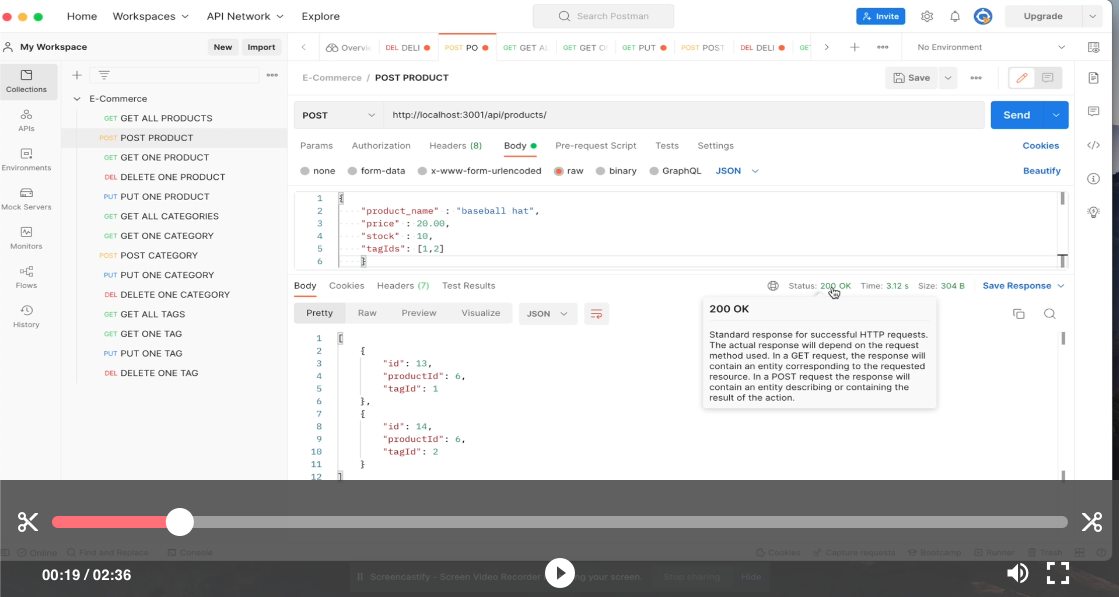 Home Workspaces API Network Explore Search Postman Invite Upgrade
My Workspace New Import
DELI PO GET AL GET O PUT POST DELI GET No Environment
Collections
APIs
Environments
Mock Servers
Monitors
Flows
History
E-Commerce
GET GET ALL PRODUCTS
POST POST PRODUCT
GET GET ONE PRODUCT
DEL DELETE ONE PRODUCT
PUT PUT ONE PRODUCT
GET GET ALL CATEGORIES
GET GET ONE CATEGORY
POST POST CATEGORY
PUT PUT ONE CATEGORY
DEL DELETE ONE CATEGORY
GET GET ALL TAGS
GET GET ONE TAG
PUT PUT ONE TAG
DEL DELETE ONE TAG
E-Commerce / POST PRODUCT Save
POST http://localhost:3001/api/products/ Send
Params Authorization Headers (8) Body Pre-request Script Tests Settings Cookies
none form-data x-www-form-urlencoded raw binary GraphQL JSON Beautify
1 {
2 "product_name" : "baseball hat",
3 "price" : 20.00,
4 "stock" : 10,
5 "tagIds": [1,2]
6 }
Body Cookies Headers (7) Test Results Status: 200 OK Time: 3.12 s Size: 304 B Save Response
Pretty Raw Preview Visualize JSON
200 OK
Standard response for successful HTTP requests.
The actual response will depend on the request
method used. In a GET request, the response will
contain an entity corresponding to the requested
resource. In a POST request the response will
contain an entity describing or containing the
result of the action.
1 [
2 {
3 "id": 13,
4 "productId": 6,
5 "tagId": 1
6 },
7 {
8 "id": 14,
9 "productId": 6,
10 "tagId": 2
11 }
12 ]
Online Find and Replace Console Cookies Capture requests Bootcamp Runner Trash
00:19 / 02:36
Screencastify - Screen Video Recorder your screen. Stop sharing Hide